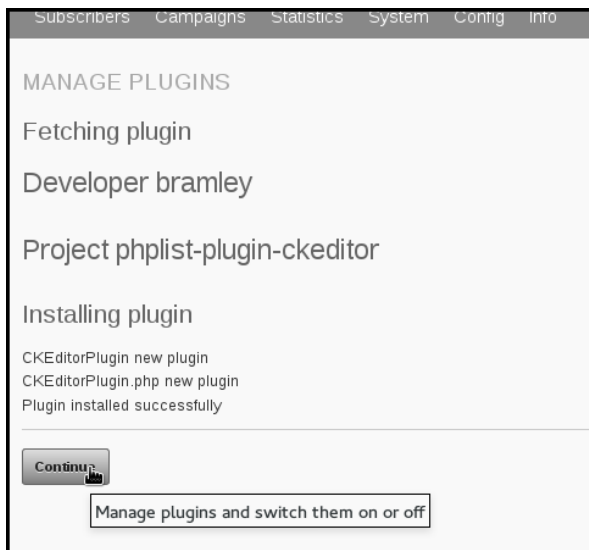 Subscribers Campaigns Statistics System Config Info
MANAGE PLUGINS
Fetching plugin
Developer bramley
Project phplist-plugin-ckeditor
Installing plugin
CKEditorPlugin new plugin
CKEditorPlugin.php new plugin
Plugin installed successfully
Continue
Manage plugins and switch them on or off